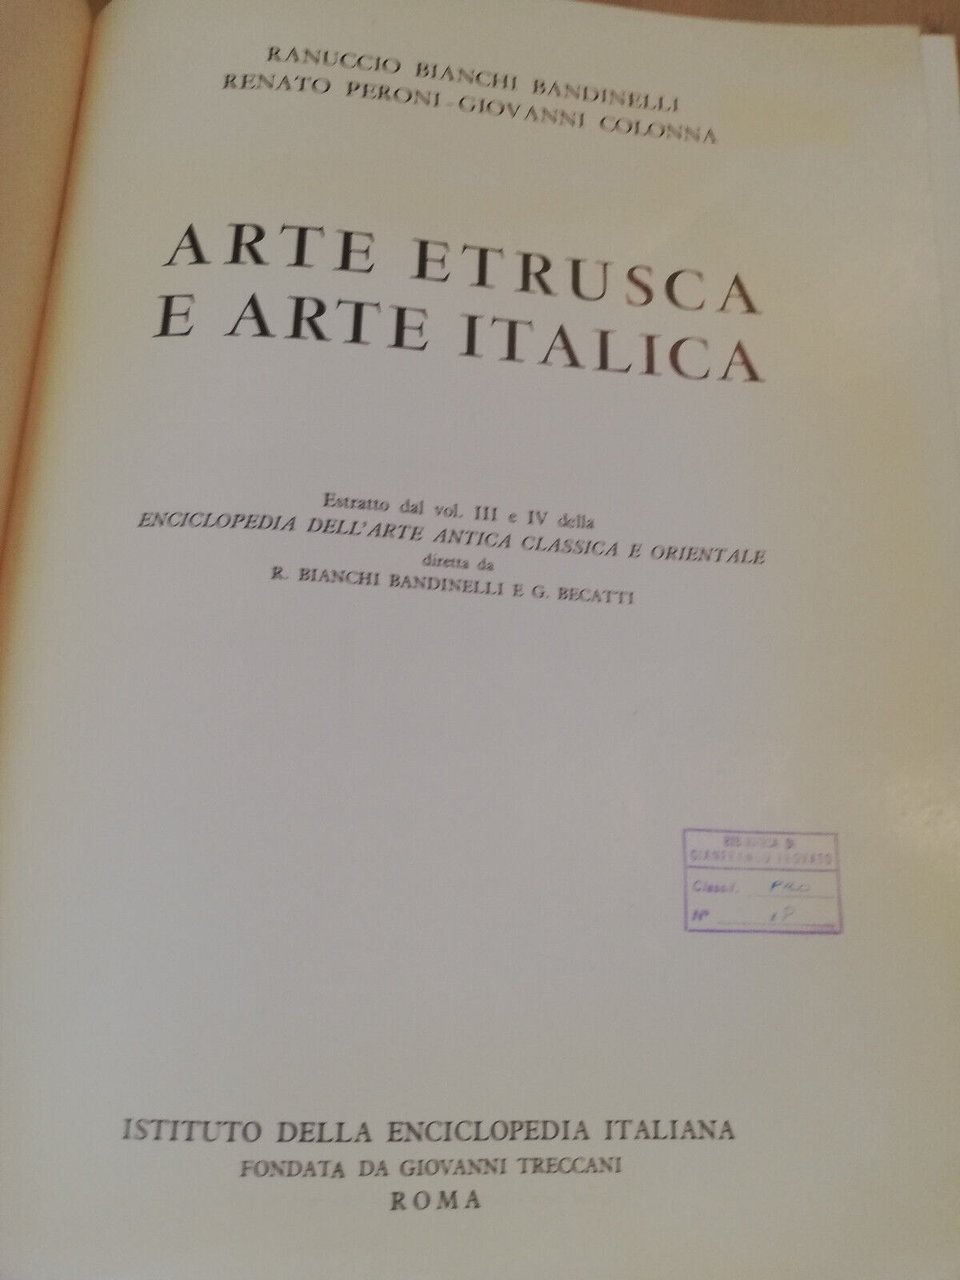 RANUCCIO BIANCHI BANDINELLI
RENATO PERONI - GIOVANNI COLONNA
ARTE ETRUSCA
E ARTE ITALICA
Estratto dal vol. III e IV della
ENCICLOPEDIA DELL'ARTE ANTICA CLASSICA E ORIENTALE
diretta da
R. BIANCHI BANDINELLI E G. BECATTI
Classif.
N°
ISTITUTO DELLA ENCICLOPEDIA ITALIANA
FONDATA DA GIOVANNI TRECCANI
ROMA